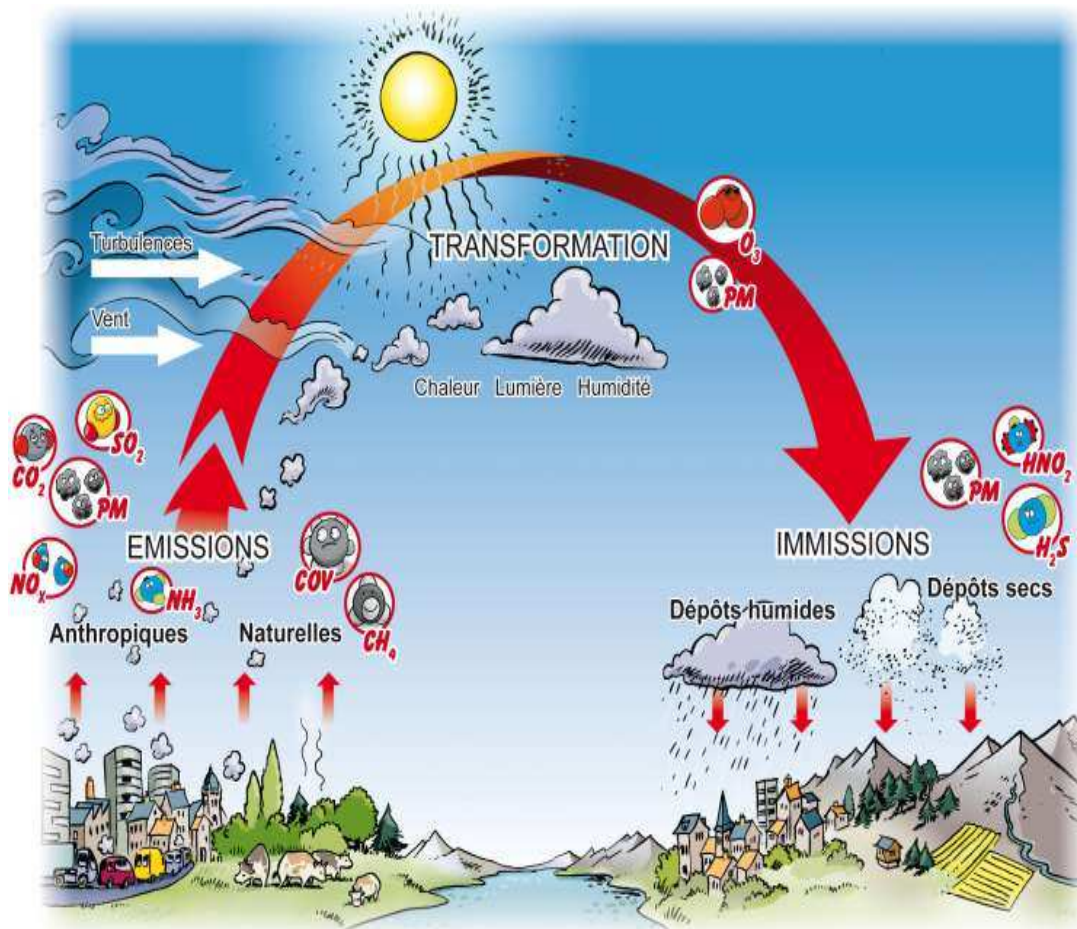 Turbulences
Vent
TRANSFORMATION
Chaleur Lumière Humidité
O₃
PM
CO₂
SO₂
PM
NOₓ
EMISSIONS
NH₃
COV
CH₄
Anthropiques
Naturelles
IMMISSIONS
PM
HNO₂
H₂S
Dépôts humides
Dépôts secs